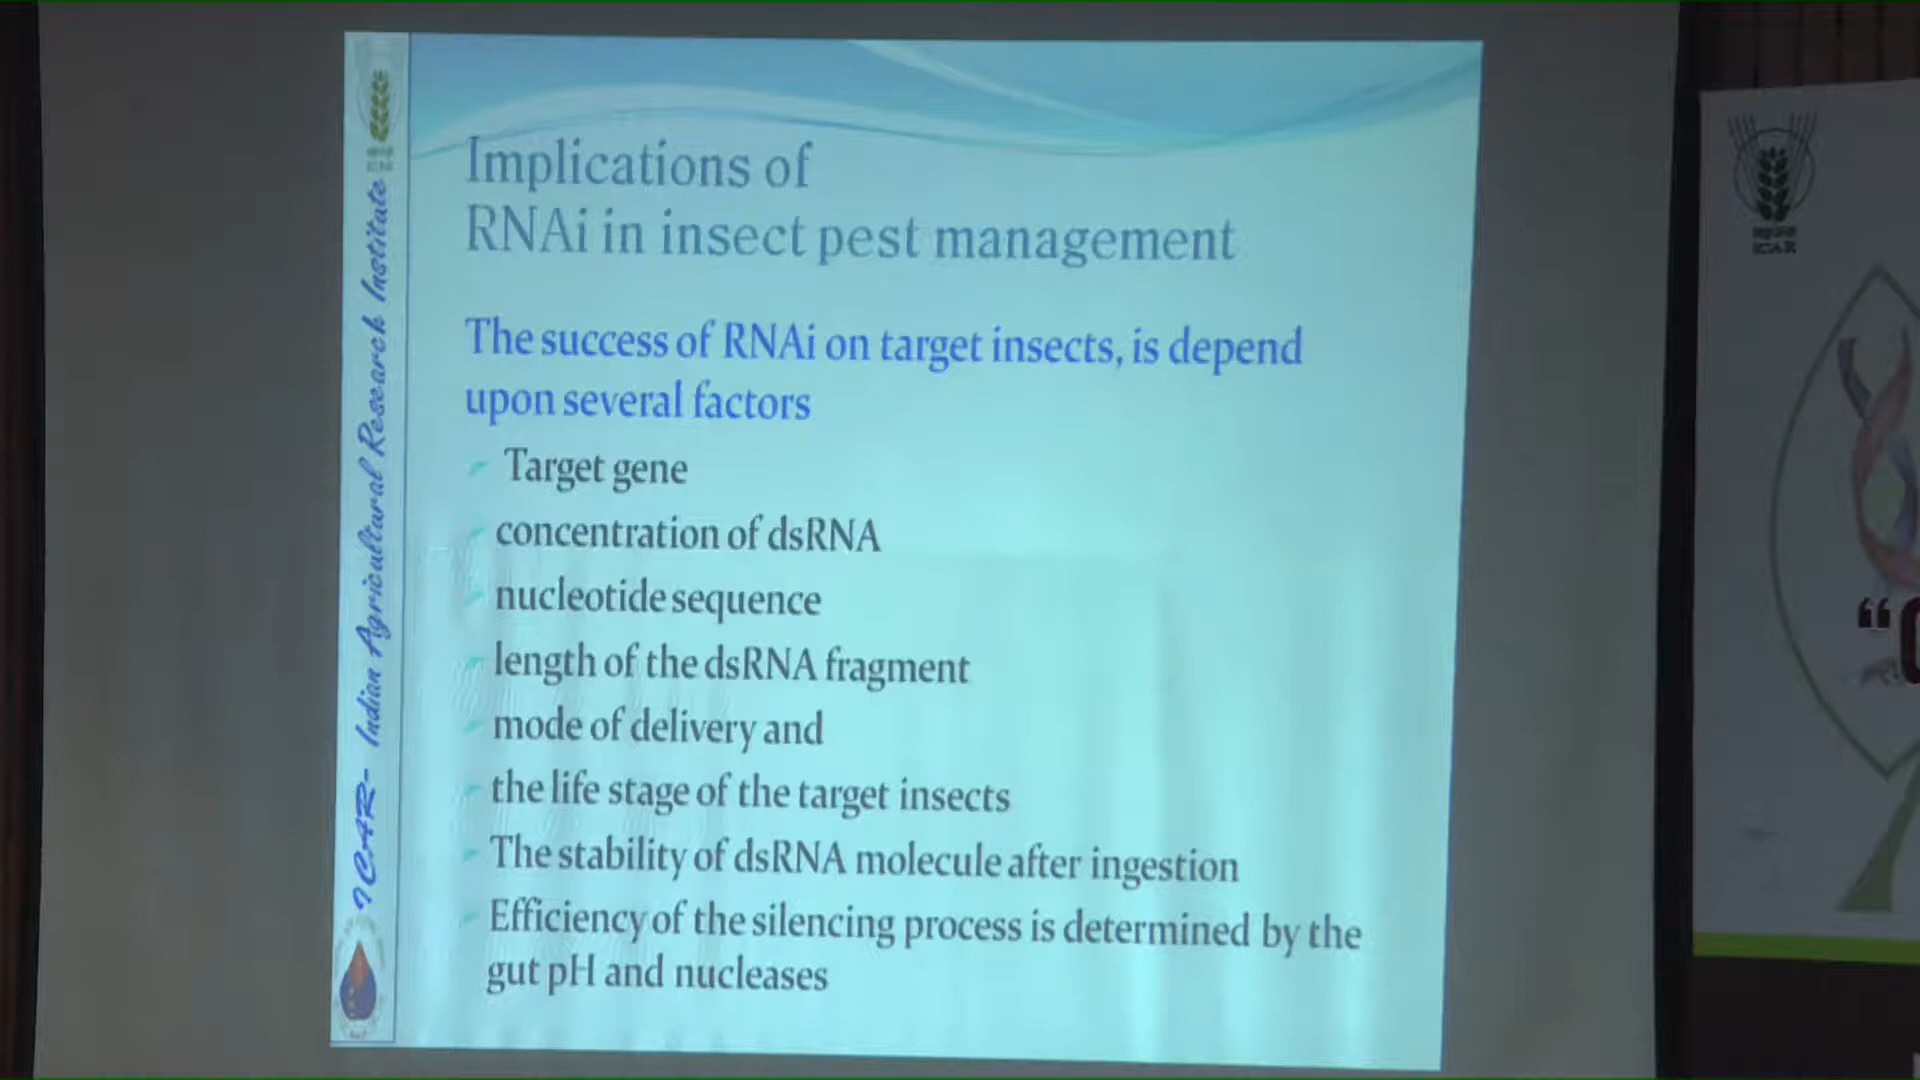 Implications of
RNAi in insect pest management
The success of RNAi on target insects, is depend
upon several factors
Target gene
concentration of dsRNA
nucleotide sequence
length of the dsRNA fragment
mode of delivery and
the life stage of the target insects
The stability of dsRNA molecule after ingestion
Efficiency of the silencing process is determined by the
gut pH and nucleases
ICAR- Indian Agricultural Research Institute
ICAR